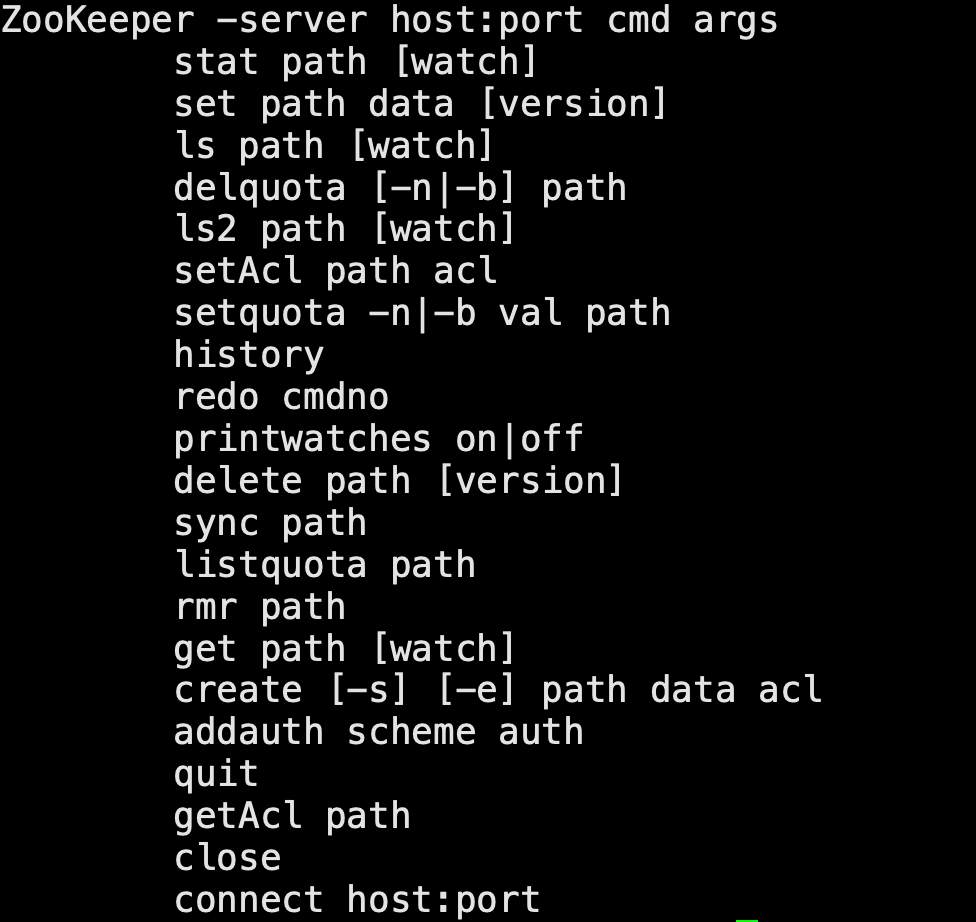 ZooKeeper -server host:port cmd args
stat path [watch]
set path data [version]
ls path [watch]
delquota [-n|-b] path
ls2 path [watch]
setAcl path acl
setquota -n|-b val path
history
redo cmdno
printwatches on|off
delete path [version]
sync path
listquota path
rmr path
get path [watch]
create [-s] [-e] path data acl
addauth scheme auth
quit
getAcl path
close
connect host:port